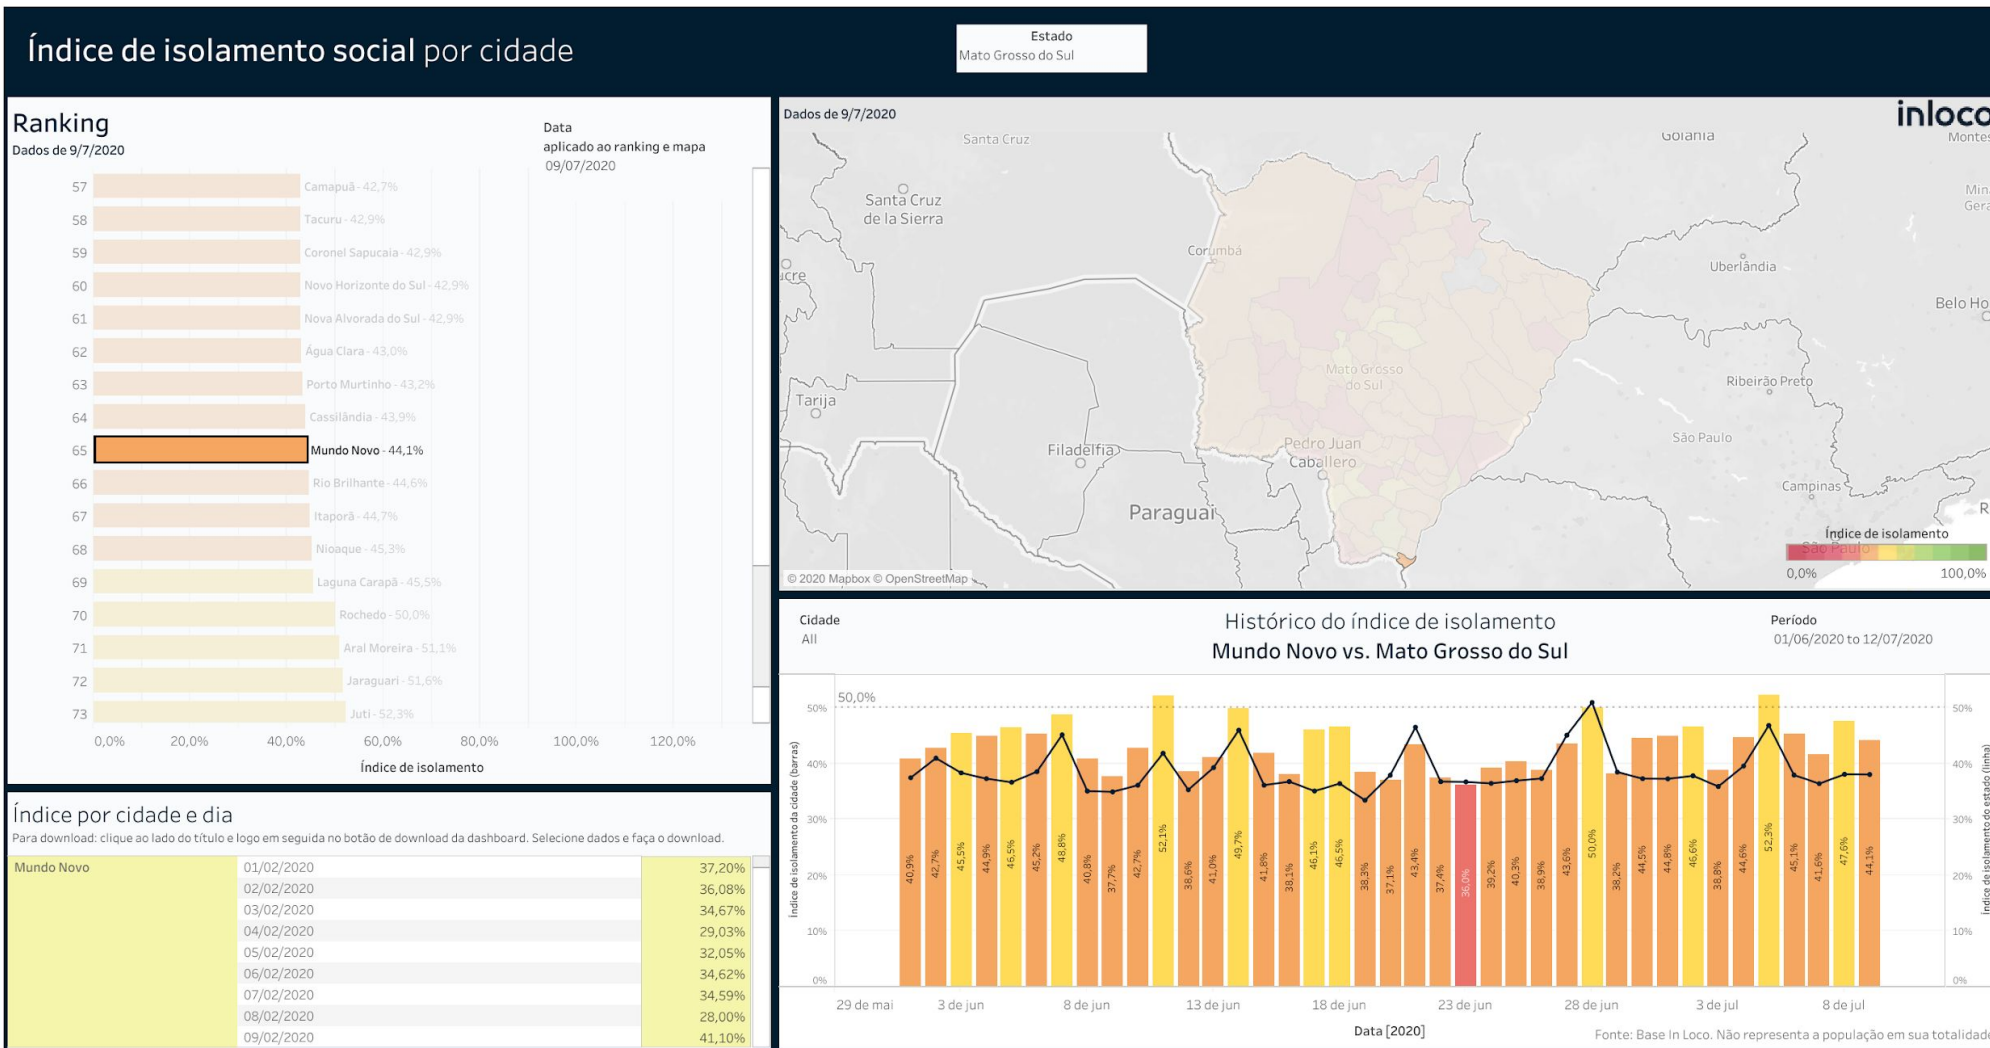 Índice de isolamento social por cidade
Estado
Mato Grosso do Sul
Ranking
Dados de 9/7/2020
Data
aplicado ao ranking e mapa
09/07/2020
57 Camapuã - 42,7%
58 Tacuru - 42,9%
59 Coronel Sapucaia - 42,9%
60 Novo Horizonte do Sul - 42,9%
61 Nova Alvorada do Sul - 42,9%
62 Água Clara - 43,0%
63 Porto Murtinho - 43,2%
64 Cassilândia - 43,9%
65 Mundo Novo - 44,1%
66 Rio Brilhante - 44,6%
67 Itaporã - 44,7%
68 Nioaque - 45,3%
69 Laguna Carapã - 45,5%
70 Rochedo - 50,0%
71 Aral Moreira - 51,1%
72 Jaraguari - 51,6%
73 Juti - 52,3%
0,0% 20,0% 40,0% 60,0% 80,0% 100,0% 120,0%
Índice de isolamento
Índice por cidade e dia
Para download: clique ao lado do título e logo em seguida no botão de download da dashboard. Selecione dados e faça o download.
Mundo Novo 01/02/2020 37,20%
02/02/2020 36,08%
03/02/2020 34,67%
04/02/2020 29,03%
05/02/2020 32,05%
06/02/2020 34,62%
07/02/2020 34,59%
08/02/2020 28,00%
09/02/2020 41,10%
Dados de 9/7/2020
inloco
Santa Cruz
Goiânia
Montes
Santa Cruz
de la Sierra
Min
Gera
Corumbá
ucre
Uberlândia
Belo Ho
Mato Grosso
do Sul
Ribeirão Preto
Tarija
Filadélfia
Pedro Juan
Caballero
São Paulo
Campinas
Paraguai
R
Índice de isolamento
São Paulo
0,0% 100,0%
© 2020 Mapbox © OpenStreetMap
Cidade
All
Histórico do índice de isolamento
Mundo Novo vs. Mato Grosso do Sul
Período
01/06/2020 to 12/07/2020
50,0%
50% 50%
40% 40%
30% 30%
20% 20%
10% 10%
0% 0%
Índice de isolamento da cidade (barras)
40,9% 42,7% 45,5% 44,9% 46,5% 45,2% 48,8% 40,8% 37,7% 42,7% 52,1% 38,6% 41,0% 49,7% 41,8% 38,1% 46,1% 46,5% 38,3% 37,1% 43,4% 37,4% 36,0% 39,2% 40,3% 38,9% 43,6% 50,0% 38,2% 44,5% 44,8% 46,6% 38,8% 44,6% 52,3% 45,1% 41,6% 47,6% 44,1%
Índice de isolamento do estado (linha)
29 de mai 3 de jun 8 de jun 13 de jun 18 de jun 23 de jun 28 de jun 3 de jul 8 de jul
Data [2020]
Fonte: Base In Loco. Não representa a população em sua totalidade